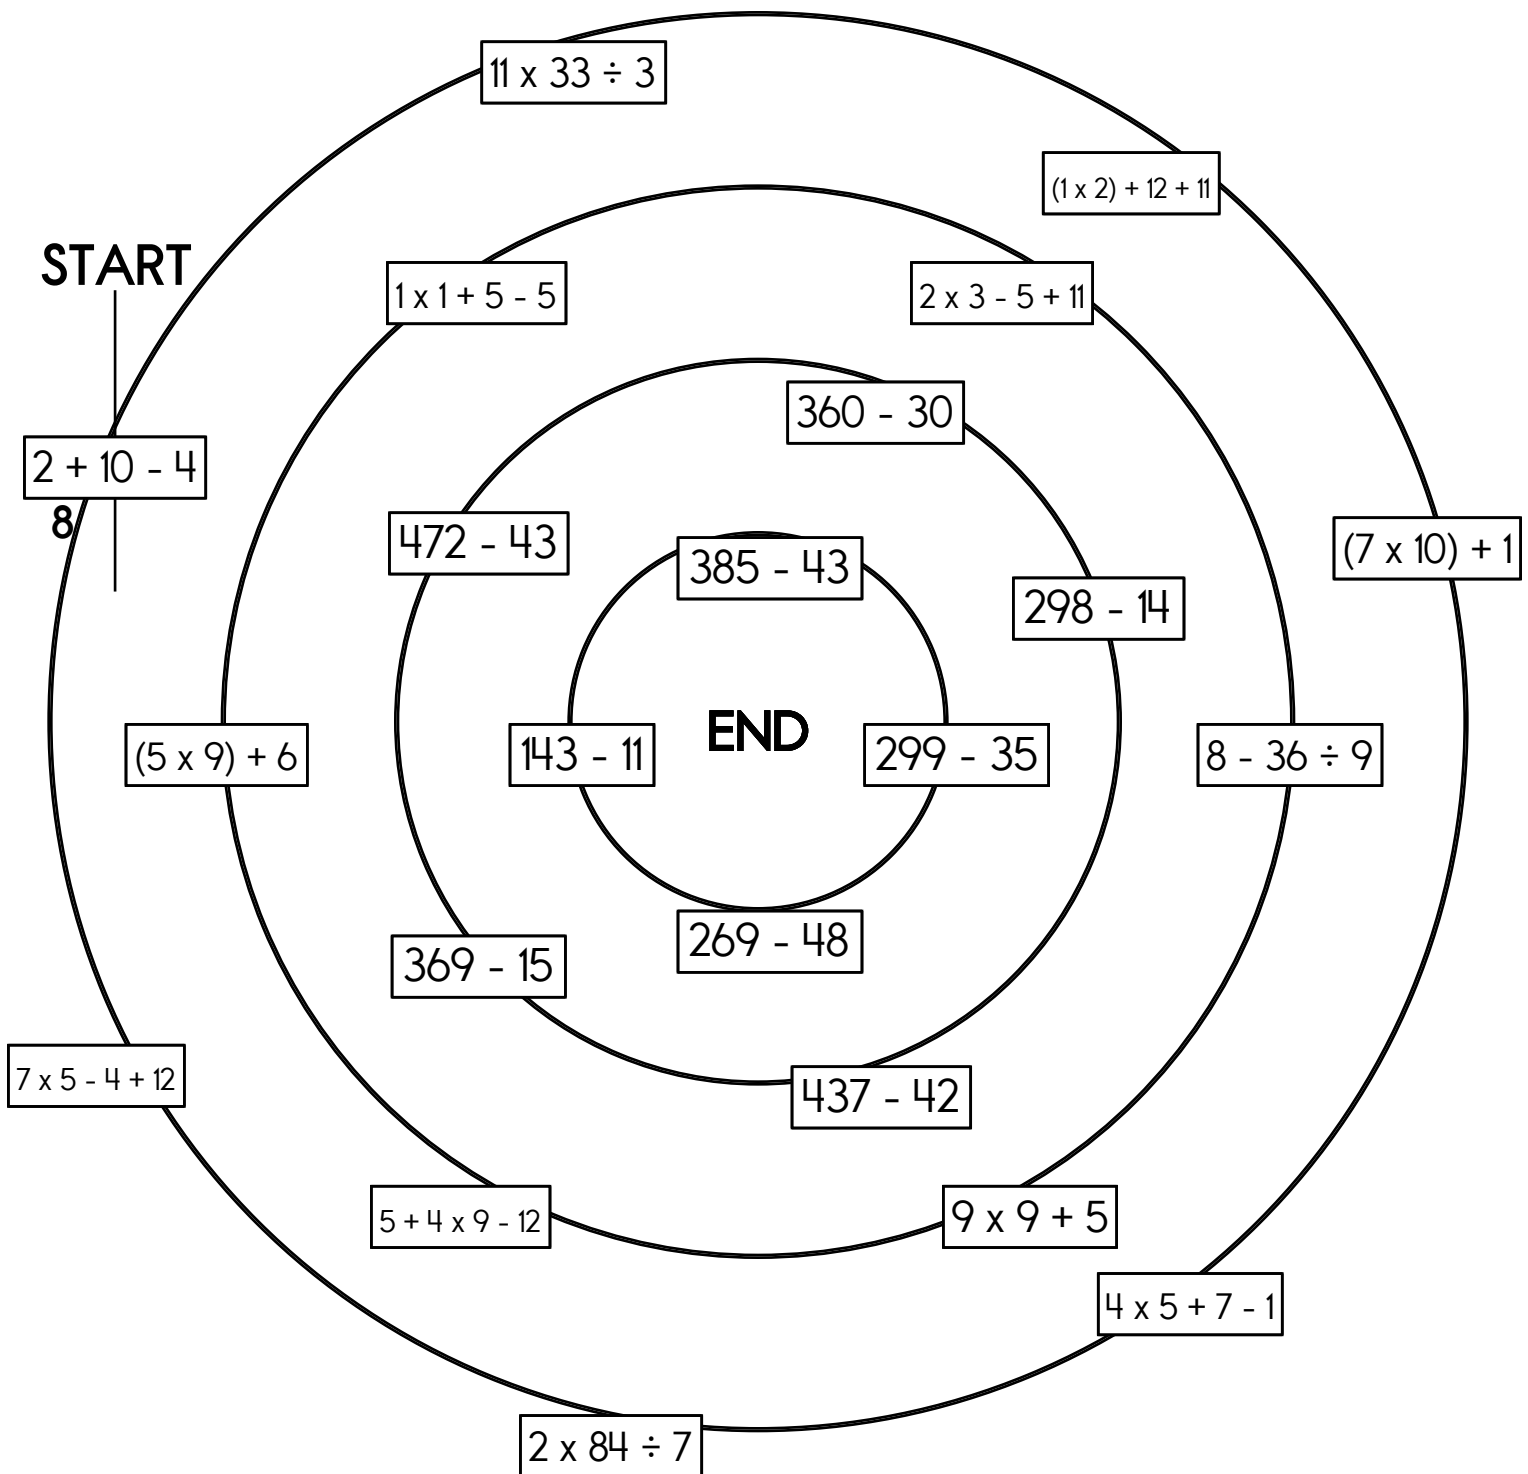 11 x 33 ÷ 3
(1 x 2) + 12 + 11
START
1 x 1 + 5 - 5
2 x 3 - 5 + 11
360 - 30
2 + 10 - 4
8
472 - 43
385 - 43
(7 x 10) + 1
298 - 14
END
(5 x 9) + 6
143 - 11
299 - 35
8 - 36 ÷ 9
269 - 48
369 - 15
7 x 5 - 4 + 12
437 - 42
5 + 4 x 9 - 12
9 x 9 + 5
4 x 5 + 7 - 1
2 x 84 ÷ 7